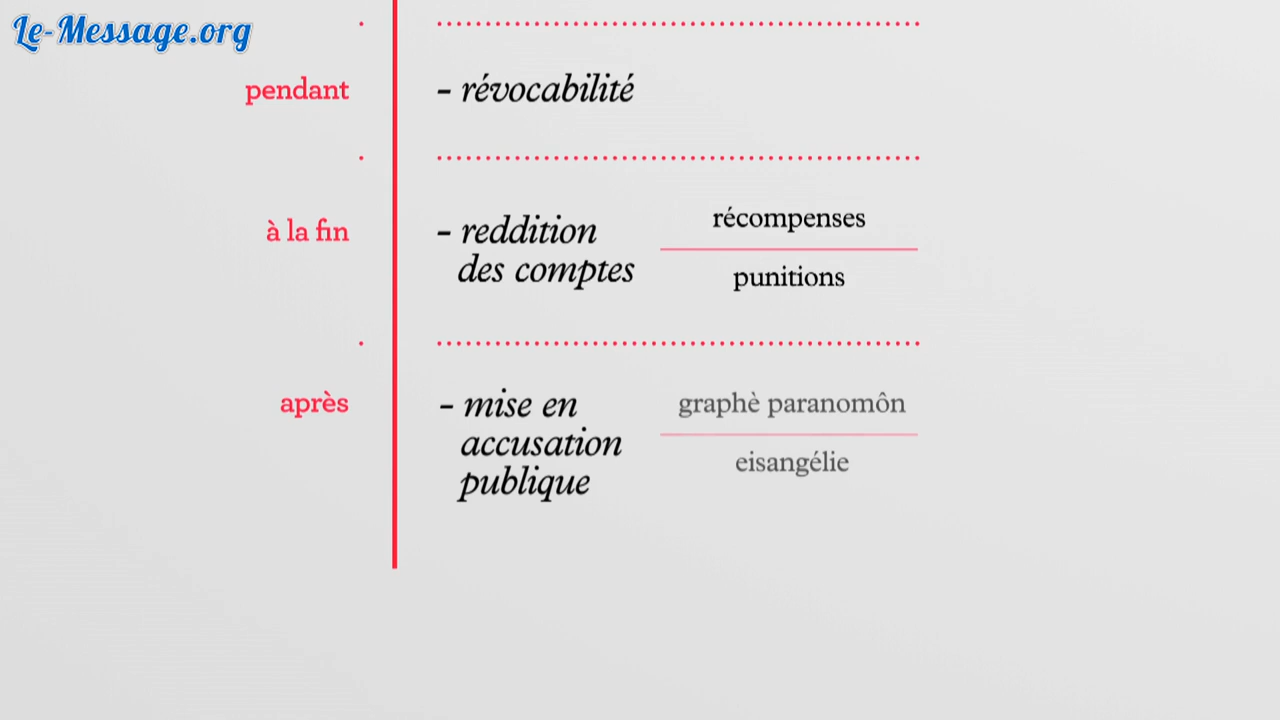 Le-Message.org
pendant – révocabilité
à la fin – reddition
des comptes
récompenses
punitions
après – mise en
accusation
publique
graphè paranomôn
eisangélie